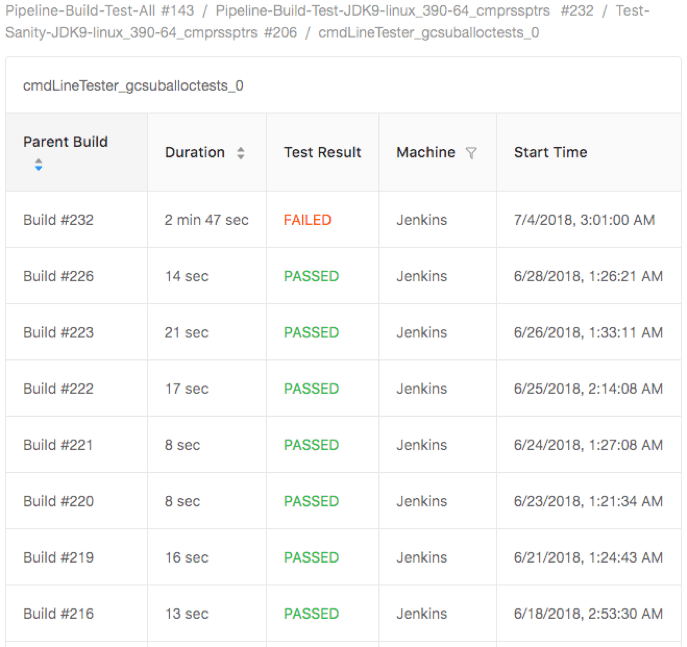 Pipeline-Build-Test-All #143 / Pipeline-Build-Test-JDK9-linux_390-64_cmprssptrs #232 / Test-
Sanity-JDK9-linux_390-64_cmprssptrs #206 / cmdLineTester_gcsuballoctests_0
cmdLineTester_gcsuballoctests_0
Parent Build Duration Test Result Machine Start Time
Build #232 2 min 47 sec FAILED Jenkins 7/4/2018, 3:01:00 AM
Build #226 14 sec PASSED Jenkins 6/28/2018, 1:26:21 AM
Build #223 21 sec PASSED Jenkins 6/26/2018, 1:33:11 AM
Build #222 17 sec PASSED Jenkins 6/25/2018, 2:14:08 AM
Build #221 8 sec PASSED Jenkins 6/24/2018, 1:27:08 AM
Build #220 8 sec PASSED Jenkins 6/23/2018, 1:21:34 AM
Build #219 16 sec PASSED Jenkins 6/21/2018, 1:24:43 AM
Build #216 13 sec PASSED Jenkins 6/18/2018, 2:53:30 AM